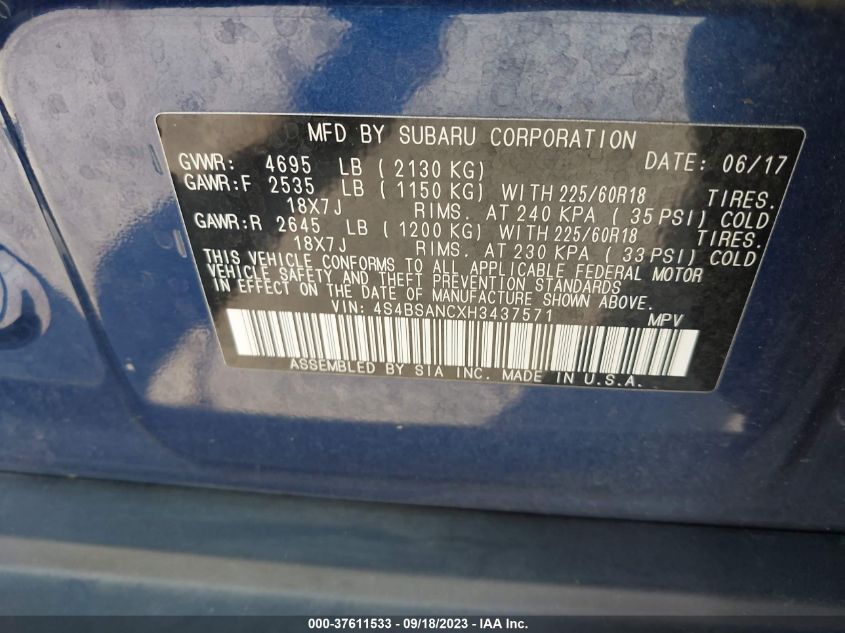 MFD BY SUBARU CORPORATION
GVWR: 4695 LB ( 2130 KG) DATE: 06/17
GAWR:F 2535 LB ( 1150 KG) WITH 225/60R18 TIRES.
18X7J RIMS. AT 240 KPA ( 35 PSI) COLD
GAWR:R 2645 LB ( 1200 KG) WITH 225/60R18 TIRES.
18X7J RIMS. AT 230 KPA ( 33 PSI) COLD
THIS VEHICLE CONFORMS TO ALL APPLICABLE FEDERAL MOTOR
VEHICLE SAFETY AND THEFT PREVENTION STANDARDS
IN EFFECT ON THE DATE OF MANUFACTURE SHOWN ABOVE.
VIN: 4S4BSANCXH3437571 MPV
ASSEMBLED BY SIA INC. MADE IN U.S.A.
000-37611533 - 09/18/2023 - IAA Inc.